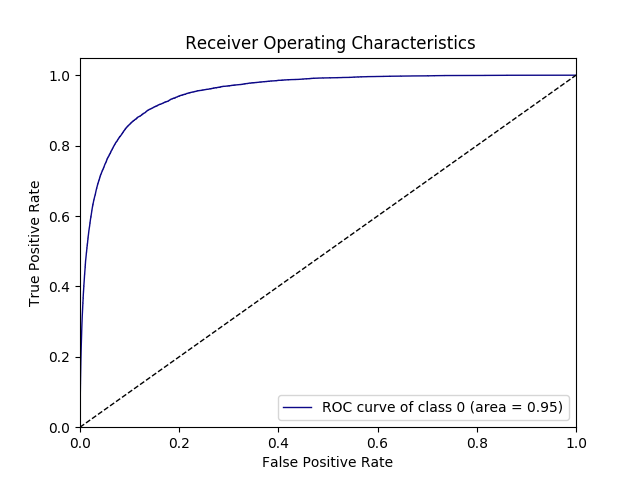 Receiver Operating Characteristics
1.0
0.8
0.6
0.4
0.2
0.0
True Positive Rate
ROC curve of class 0 (area = 0.95)
0.0 0.2 0.4 0.6 0.8 1.0
False Positive Rate